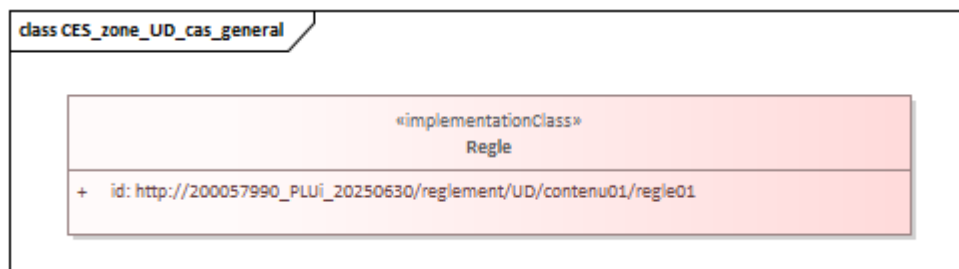 class CES_zone_UD_cas_general
«implementationClass»
Regle
+ id: http://200057990_PLUi_20250630/reglement/UD/contenu01/regle01